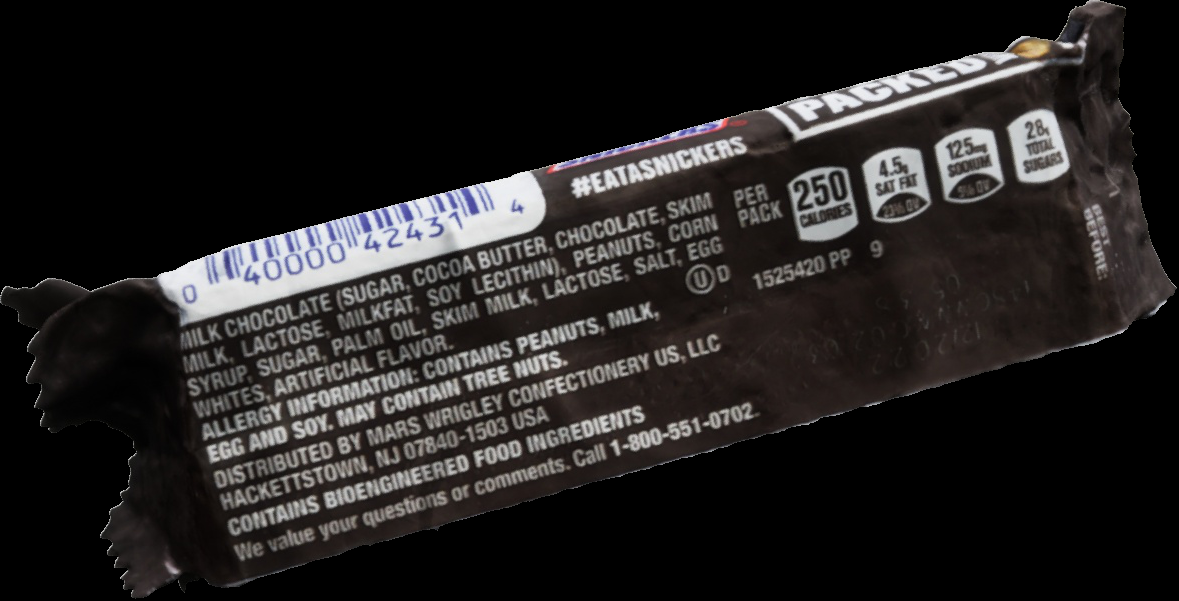 PACKED
#EATASNICKERS
0 40000 42431 4
MILK CHOCOLATE (SUGAR, COCOA BUTTER, CHOCOLATE, SKIM
MILK, LACTOSE, MILKFAT, SOY LECITHIN), PEANUTS, CORN
SYRUP, SUGAR, PALM OIL, SKIM MILK, LACTOSE, SALT, EGG
WHITES, ARTIFICIAL FLAVOR.
ALLERGY INFORMATION: CONTAINS PEANUTS, MILK,
EGG AND SOY. MAY CONTAIN TREE NUTS.
DISTRIBUTED BY MARS WRIGLEY CONFECTIONERY US, LLC
HACKETTSTOWN, NJ 07840-1503 USA
CONTAINS BIOENGINEERED FOOD INGREDIENTS
We value your questions or comments. Call 1-800-551-0702.
U D
PER
PACK
250
CALORIES
4.5g
SAT FAT
23% DV
125mg
SODIUM
5% DV
28g
TOTAL
SUGARS
1525420 PP 9
BEST
BEFORE: